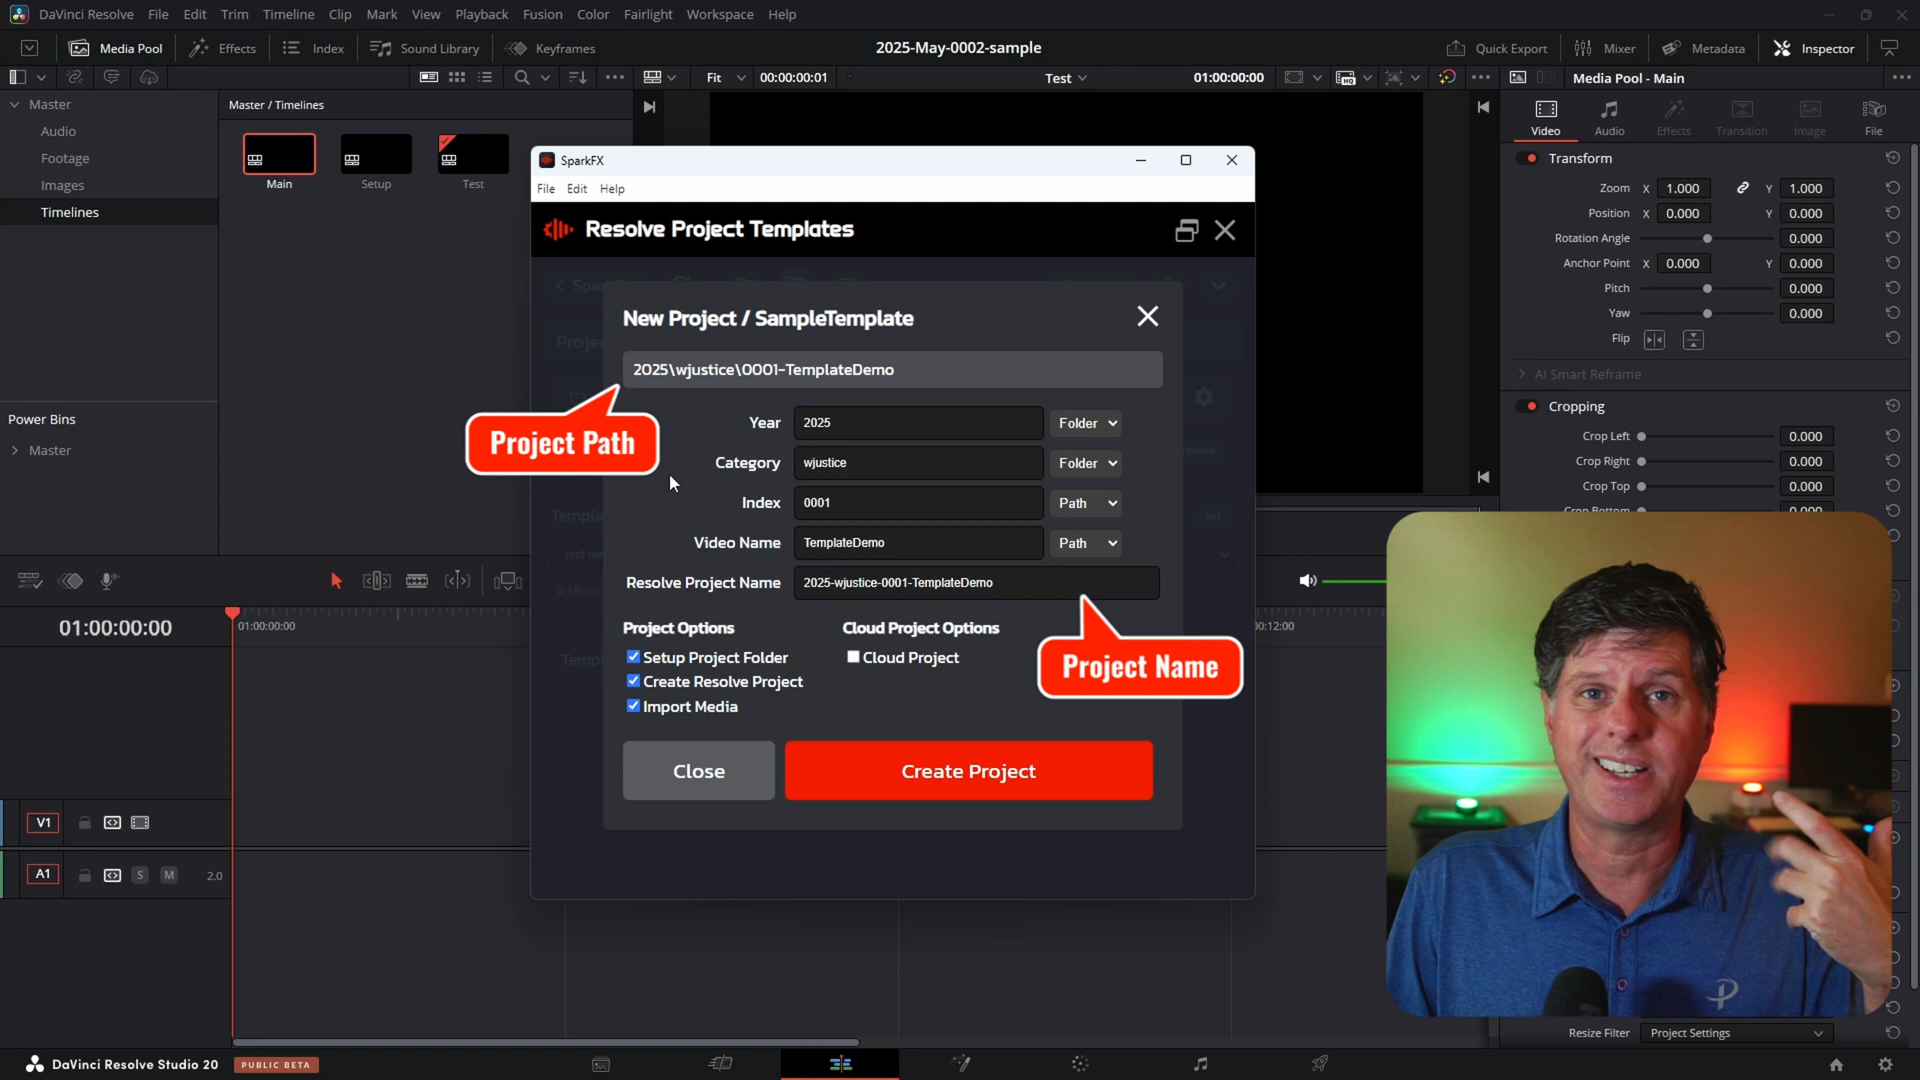 DaVinci Resolve File Edit Trim Timeline Clip Mark View Playback Fusion Color Fairlight Workspace Help
Media Pool Effects Index Sound Library Keyframes 2025-May-0002-sample Quick Export Mixer Metadata Inspector
Fit 00:00:00:01 Test 01:00:00:00 Media Pool - Main
Master
Audio
Footage
Images
Timelines
Power Bins
Master
Master / Timelines
Main Setup Test
SparkFX
File Edit Help
Resolve Project Templates
New Project / SampleTemplate
2025\wjustice\0001-TemplateDemo
Project Path
Year 2025 Folder
Category wjustice Folder
Index 0001 Path
Video Name TemplateDemo Path
Resolve Project Name 2025-wjustice-0001-TemplateDemo
Project Options Cloud Project Options
Setup Project Folder Cloud Project
Create Resolve Project
Import Media
Project Name
Close Create Project
Video Audio Effects Transition Image File
Transform
Zoom X 1.000 Y 1.000
Position X 0.000 Y 0.000
Rotation Angle 0.000
Anchor Point X 0.000 Y 0.000
Pitch 0.000
Yaw 0.000
Flip
AI Smart Reframe
Cropping
Crop Left 0.000
Crop Right 0.000
Crop Top 0.000
Crop Bottom 0.000
01:00:00:00 01:00:00:00
V1
A1 S M 2.0
Resize Filter Project Settings
DaVinci Resolve Studio 20 PUBLIC BETA